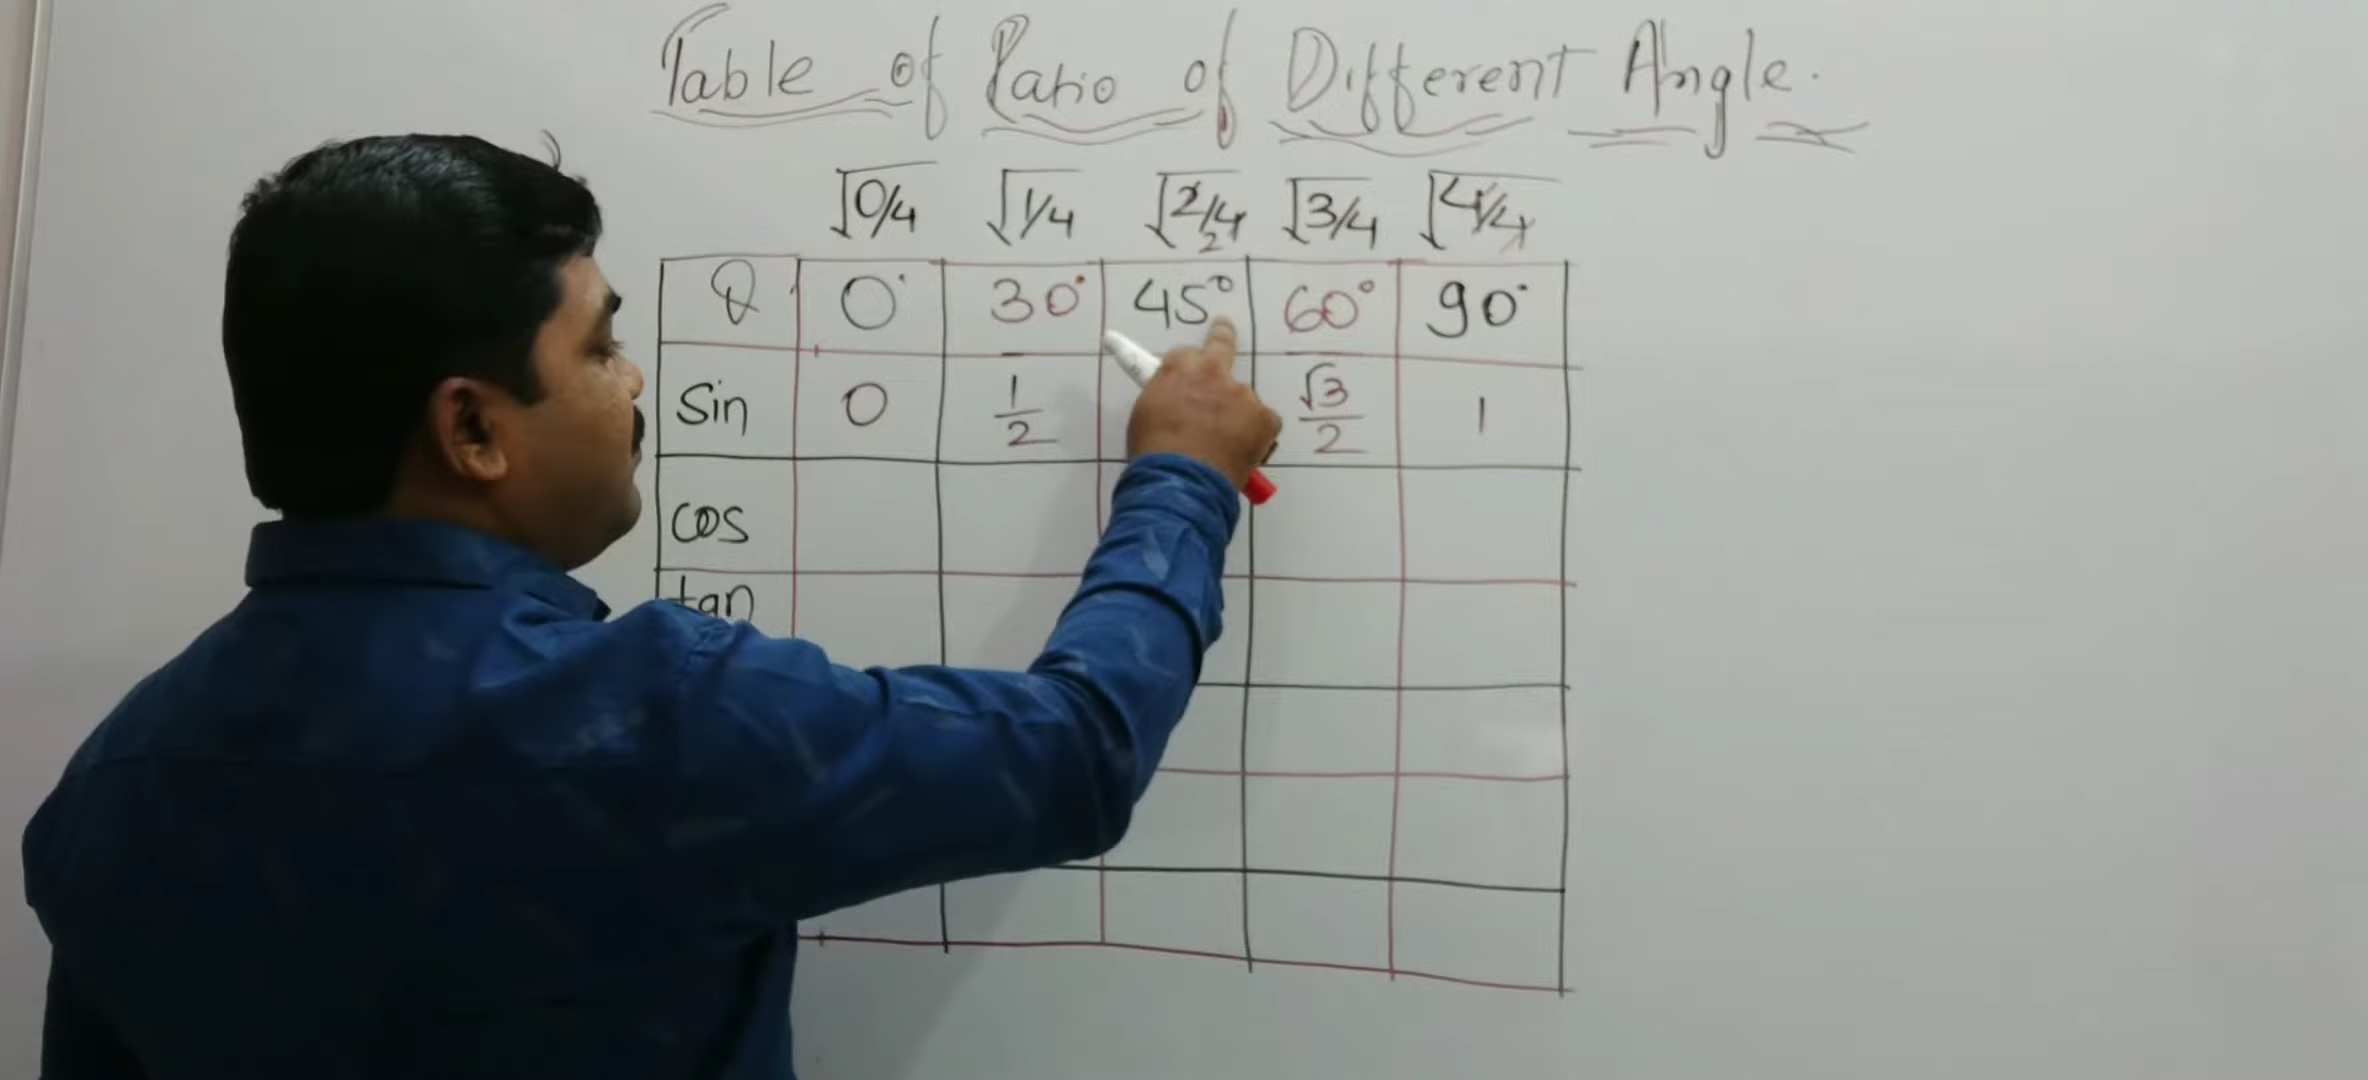 Table of Ratio of Different Angle.
√0/4 √1/4 √2/4 2 √3/4 √4/4
θ 0° 30° 45° 60° 90°
Sin 0 1/2 √3/2 1
cos
tan